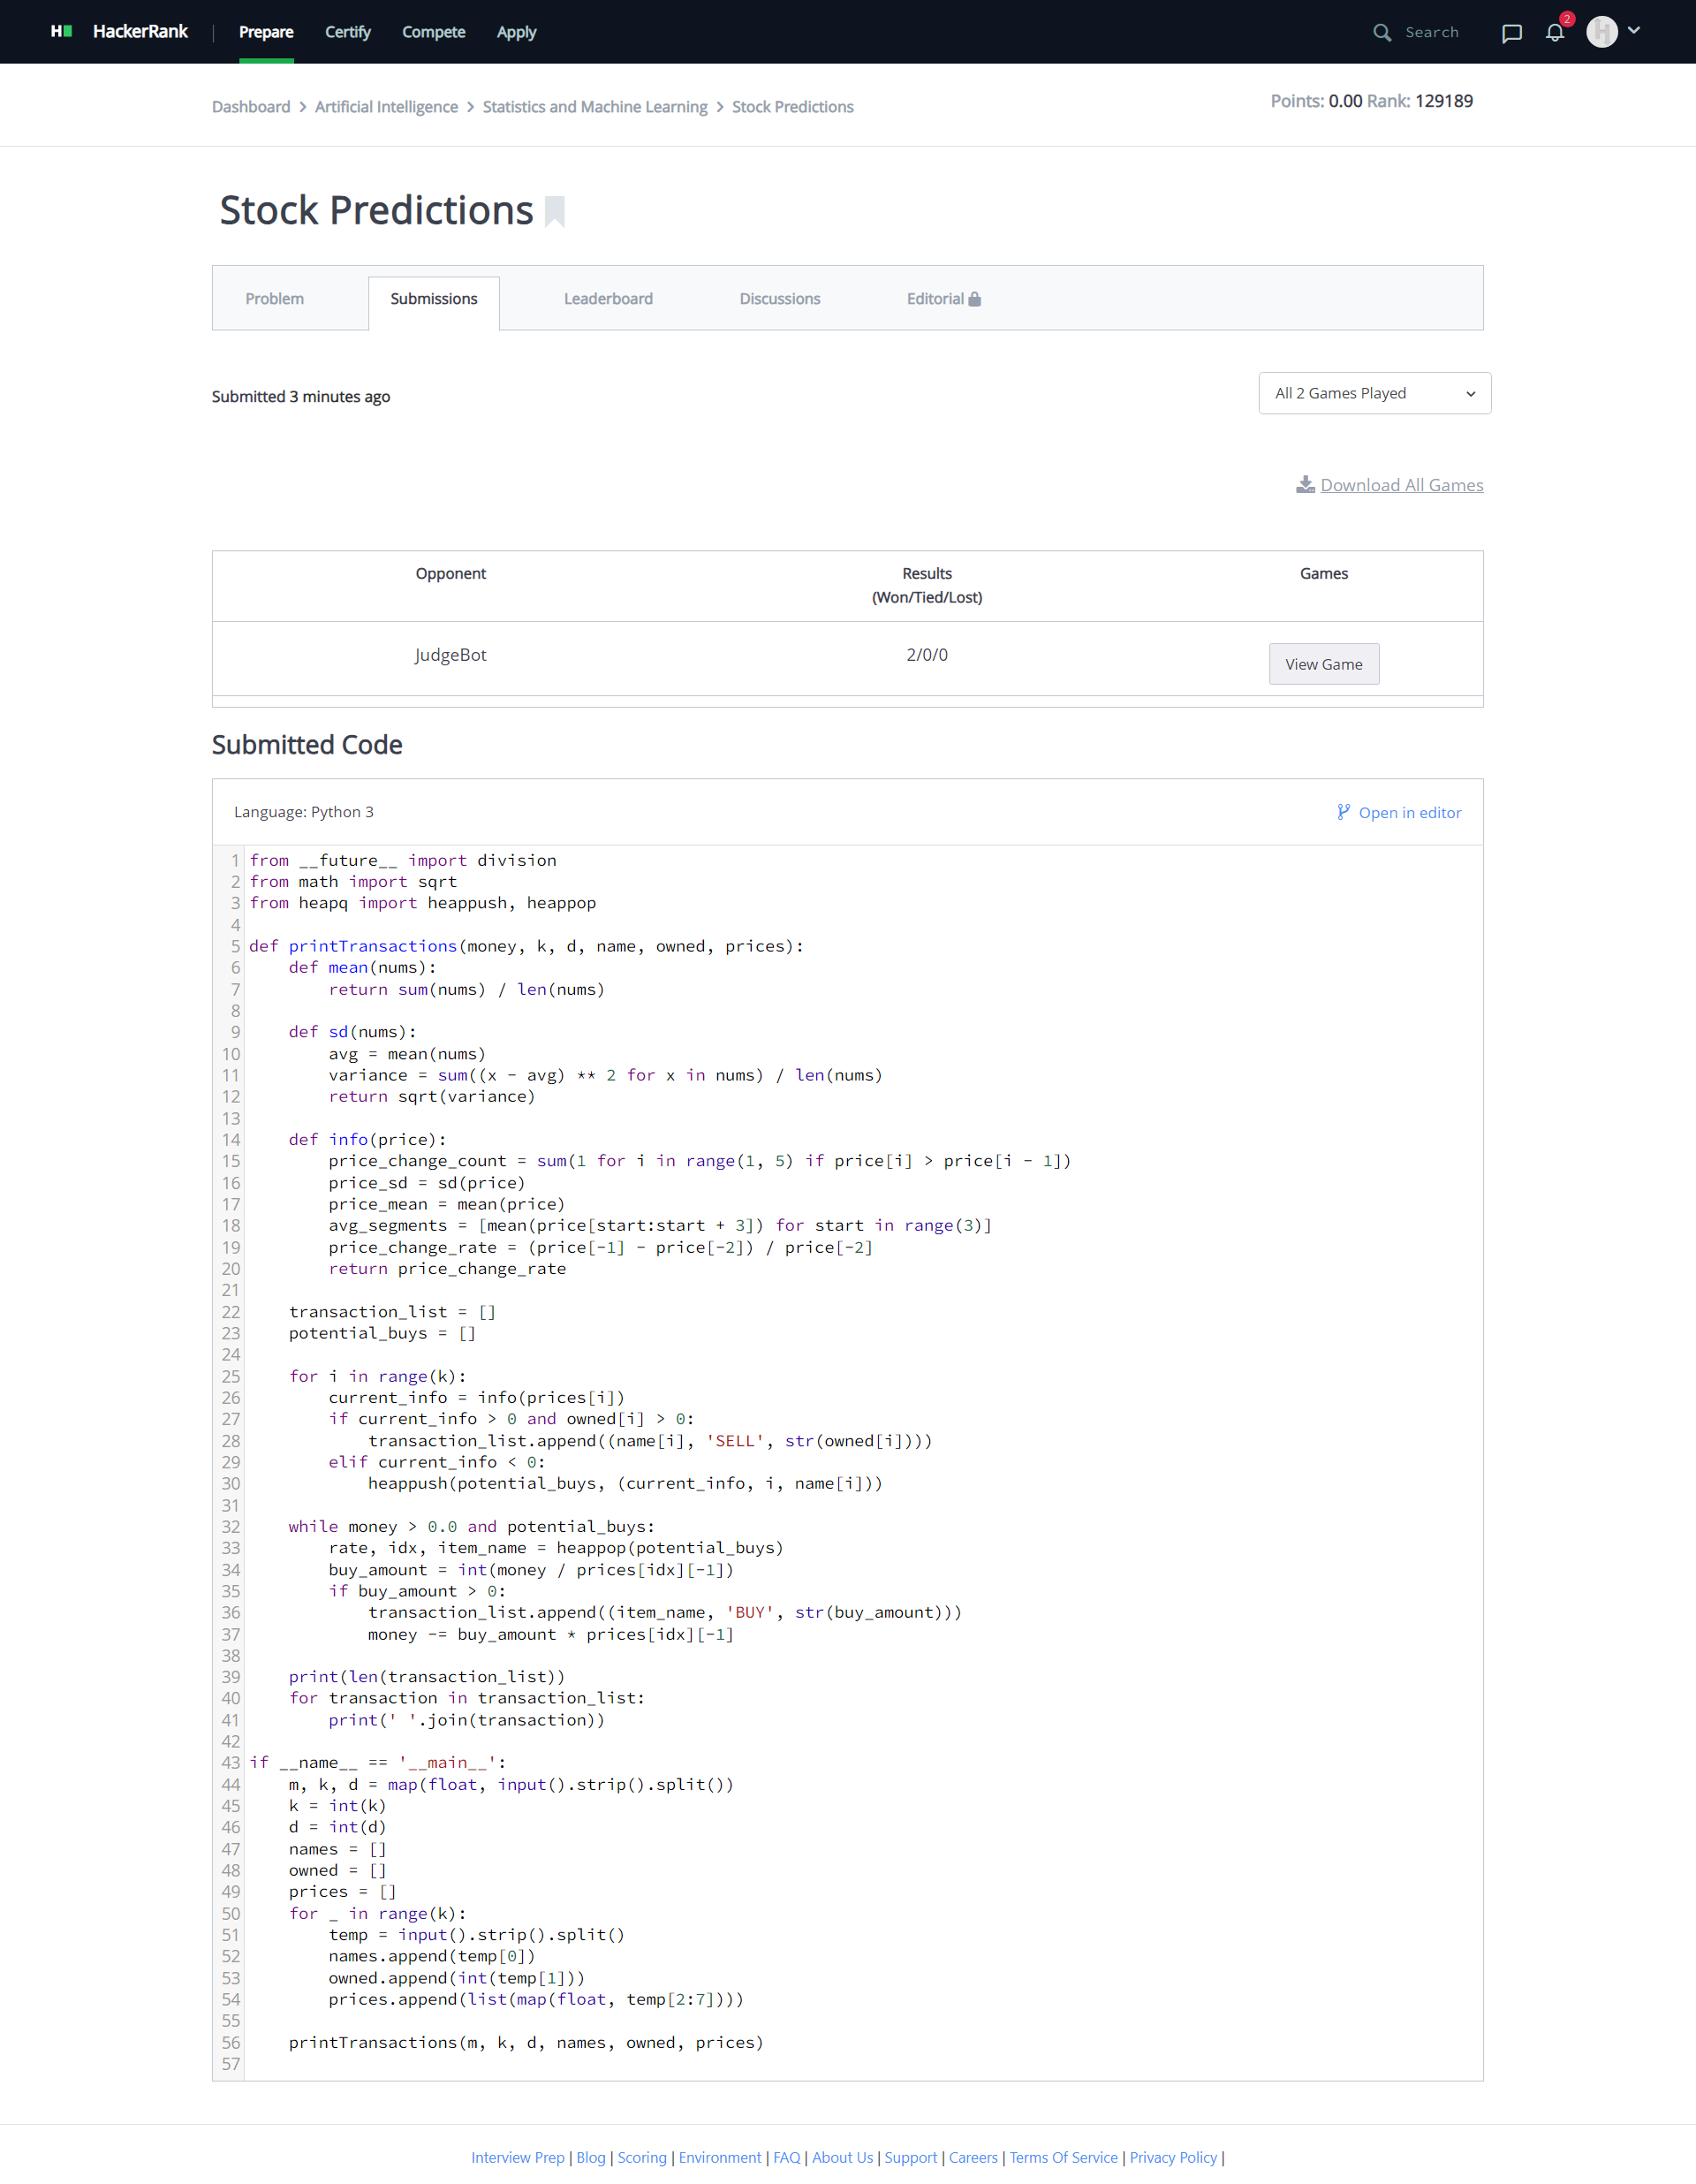 HackerRank | Prepare Certify Compete Apply Search 2
Dashboard > Artificial Intelligence > Statistics and Machine Learning > Stock Predictions Points: 0.00 Rank: 129189
Stock Predictions
Problem Submissions Leaderboard Discussions Editorial
Submitted 3 minutes ago All 2 Games Played
Download All Games
Opponent Results Games
(Won/Tied/Lost)
JudgeBot 2/0/0 View Game
Submitted Code
Language: Python 3 Open in editor
1 from __future__ import division
2 from math import sqrt
3 from heapq import heappush, heappop
4
5 def printTransactions(money, k, d, name, owned, prices):
6     def mean(nums):
7         return sum(nums) / len(nums)
8
9     def sd(nums):
10         avg = mean(nums)
11         variance = sum((x - avg) ** 2 for x in nums) / len(nums)
12         return sqrt(variance)
13
14     def info(price):
15         price_change_count = sum(1 for i in range(1, 5) if price[i] > price[i - 1])
16         price_sd = sd(price)
17         price_mean = mean(price)
18         avg_segments = [mean(price[start:start + 3]) for start in range(3)]
19         price_change_rate = (price[-1] - price[-2]) / price[-2]
20         return price_change_rate
21
22     transaction_list = []
23     potential_buys = []
24
25     for i in range(k):
26         current_info = info(prices[i])
27         if current_info > 0 and owned[i] > 0:
28             transaction_list.append((name[i], 'SELL', str(owned[i])))
29         elif current_info < 0:
30             heappush(potential_buys, (current_info, i, name[i]))
31
32     while money > 0.0 and potential_buys:
33         rate, idx, item_name = heappop(potential_buys)
34         buy_amount = int(money / prices[idx][-1])
35         if buy_amount > 0:
36             transaction_list.append((item_name, 'BUY', str(buy_amount)))
37             money -= buy_amount * prices[idx][-1]
38
39     print(len(transaction_list))
40     for transaction in transaction_list:
41         print(' '.join(transaction))
42
43 if __name__ == '__main__':
44     m, k, d = map(float, input().strip().split())
45     k = int(k)
46     d = int(d)
47     names = []
48     owned = []
49     prices = []
50     for _ in range(k):
51         temp = input().strip().split()
52         names.append(temp[0])
53         owned.append(int(temp[1]))
54         prices.append(list(map(float, temp[2:7])))
55
56     printTransactions(m, k, d, names, owned, prices)
57
Interview Prep | Blog | Scoring | Environment | FAQ | About Us | Support | Careers | Terms Of Service | Privacy Policy |